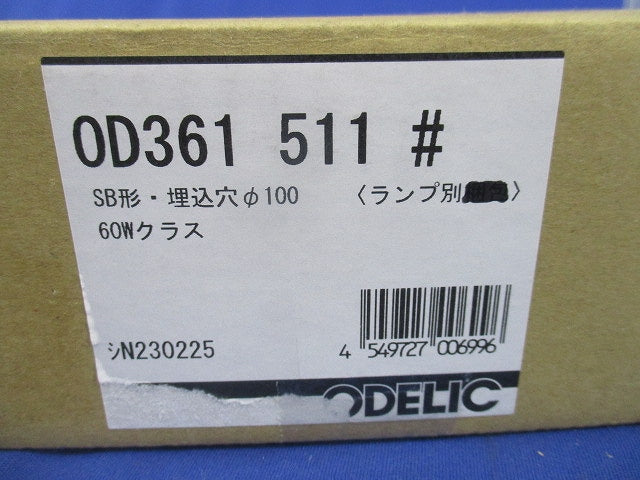 OD361 511 #
SB形・埋込穴φ100 〈ランプ別〉
60Wクラス
ｼN230225
4 549727 006996
ODELIC